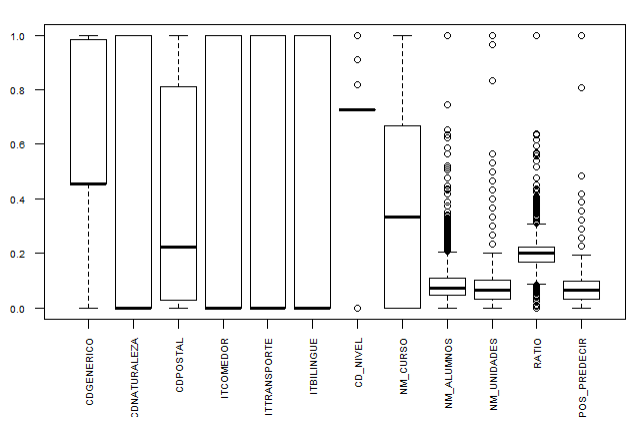 1.0
0.8
0.6
0.4
0.2
0.0
CDGENERICO
CDNATURALEZA
CDPOSTAL
ITCOMEDOR
ITTRANSPORTE
ITBILINGUE
CD_NIVEL
NM_CURSO
NM_ALUMNOS
NM_UNIDADES
RATIO
POS_PREDECIR